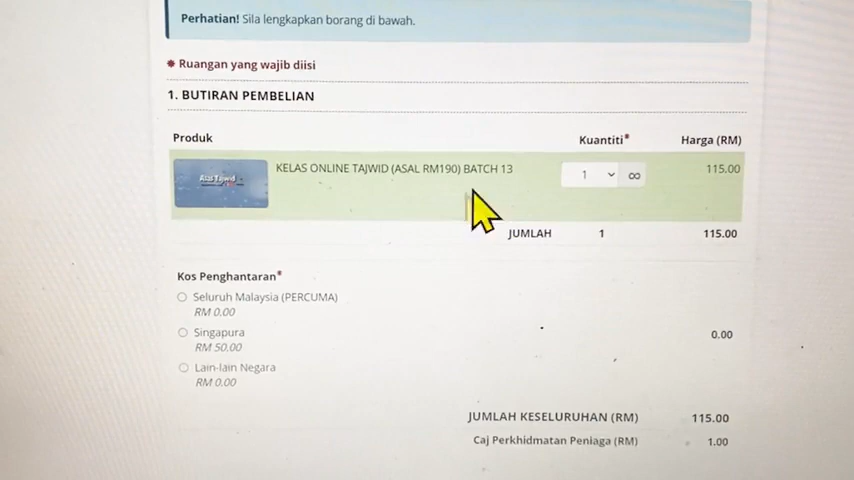 Perhatian! Sila lengkapkan borang di bawah.
* Ruangan yang wajib diisi
1. BUTIRAN PEMBELIAN
Produk Kuantiti* Harga (RM)
Asas Tajwid
KELAS ONLINE TAJWID (ASAL RM190) BATCH 13 1 ∞ 115.00
JUMLAH 1 115.00
Kos Penghantaran*
Seluruh Malaysia (PERCUMA)
RM 0.00
Singapura 0.00
RM 50.00
Lain-lain Negara
RM 0.00
JUMLAH KESELURUHAN (RM) 115.00
Caj Perkhidmatan Peniaga (RM) 1.00